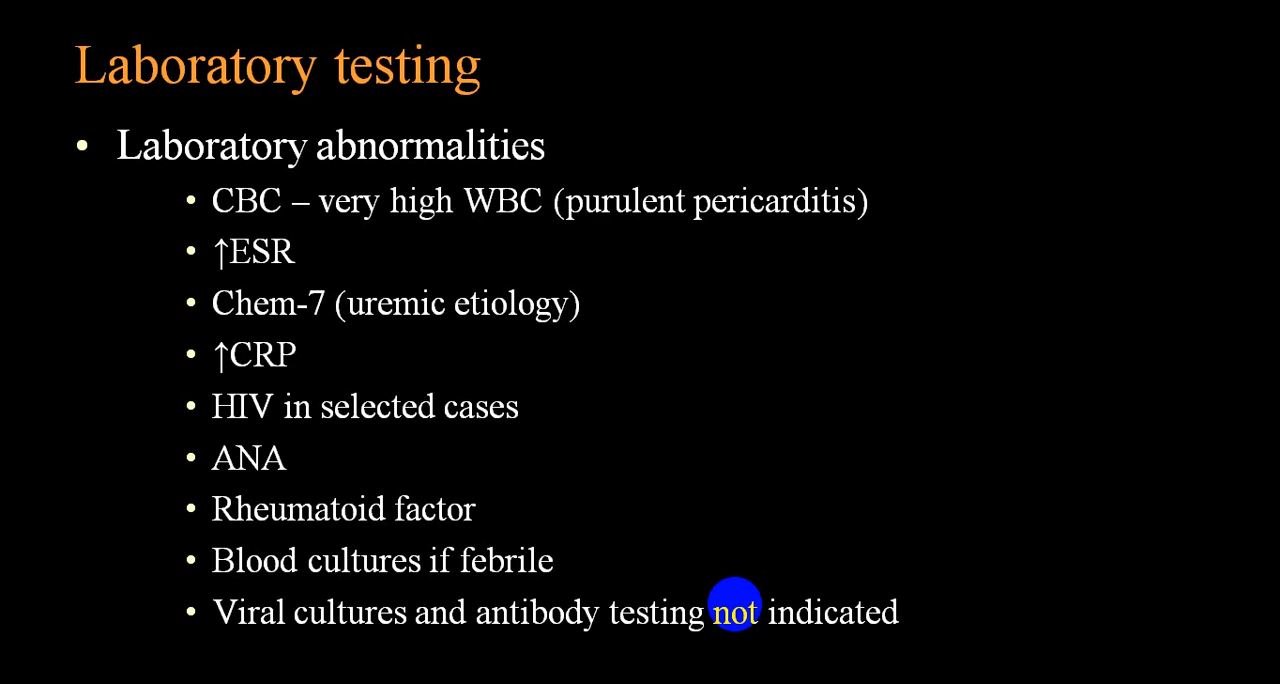 Laboratory testing
• Laboratory abnormalities
• CBC – very high WBC (purulent pericarditis)
• ↑ESR
• Chem-7 (uremic etiology)
• ↑CRP
• HIV in selected cases
• ANA
• Rheumatoid factor
• Blood cultures if febrile
• Viral cultures and antibody testing not indicated